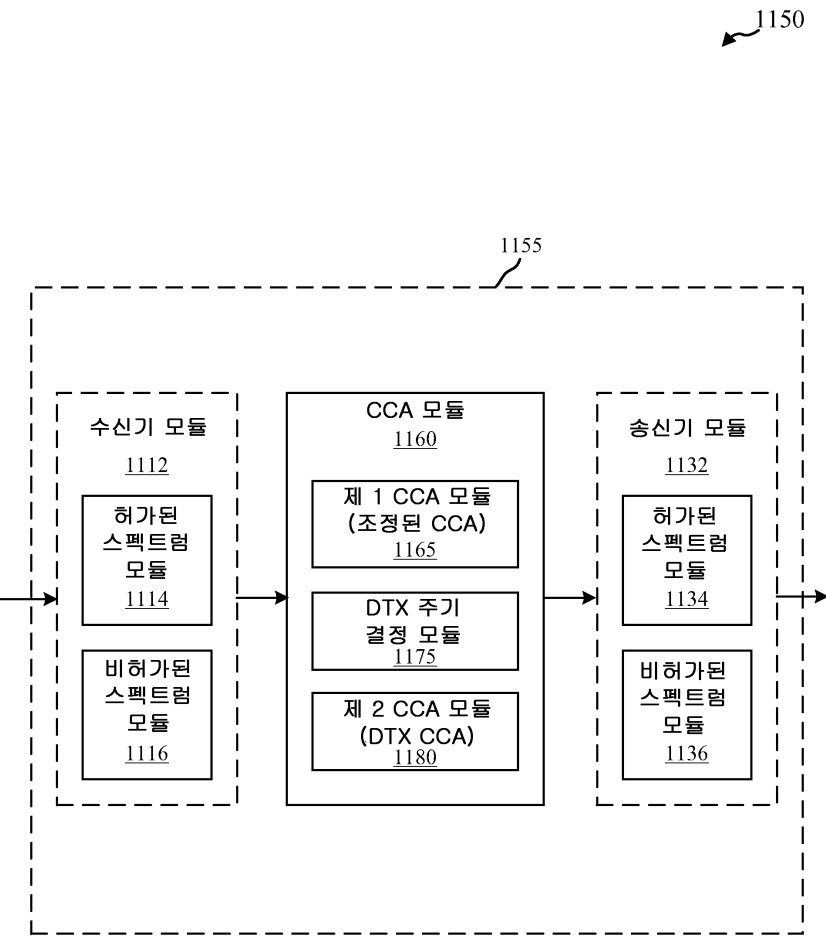 1150
1155
수신기 모듈
1112
허가된
스펙트럼
모듈
1114
비허가된
스펙트럼
모듈
1116
CCA 모듈
1160
제 1 CCA 모듈
(조정된 CCA)
1165
DTX 주기
결정 모듈
1175
제 2 CCA 모듈
(DTX CCA)
1180
송신기 모듈
1132
허가된
스펙트럼
모듈
1134
비허가된
스펙트럼
모듈
1136